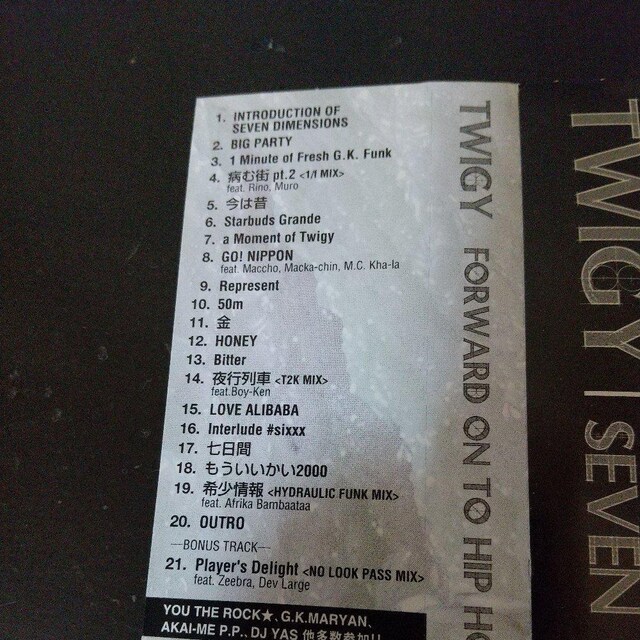 1. INTRODUCTION OF
SEVEN DIMENSIONS
2. BIG PARTY
3. 1 Minute of Fresh G.K. Funk
4. 病む街 pt.2 <1/1 MIX>
feat. Rino, Muro
5. 今は昔
6. Starbuds Grande
7. a Moment of Twigy
8. GO! NIPPON
feat. Maccho, Macka-chin, M.C. Kha-la
9. Represent
10. 50m
11. 金
12. HONEY
13. Bitter
14. 夜行列車 <T2K MIX>
feat.Boy-Ken
15. LOVE ALIBABA
16. Interlude #sixxx
17. 七日間
18. もういいかい2000
19. 希少情報 <HYDRAULIC FUNK MIX>
feat. Afrika Bambaataa
20. OUTRO
—BONUS TRACK—
21. Player's Delight <NO LOOK PASS MIX>
feat. Zeebra, Dev Large
YOU THE ROCK★、G.K.MARYAN、
AKAI-ME P.P.、DJ YAS 他多数参加!!
TWIGY FORWARD ON TO HIP HO
TWIGY | SEVEN